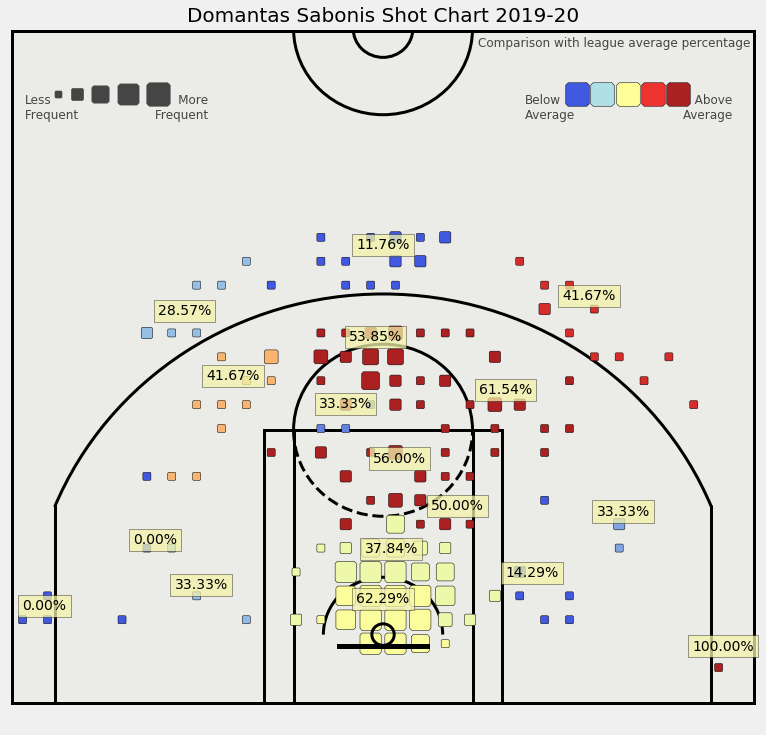 Domantas Sabonis Shot Chart 2019-20
Comparison with league average percentage
Less Frequent
More Frequent
Below Average
Above Average
11.76%
41.67%
28.57%
53.85%
41.67%
61.54%
33.33%
56.00%
50.00%
33.33%
0.00%
37.84%
14.29%
33.33%
62.29%
0.00%
100.00%